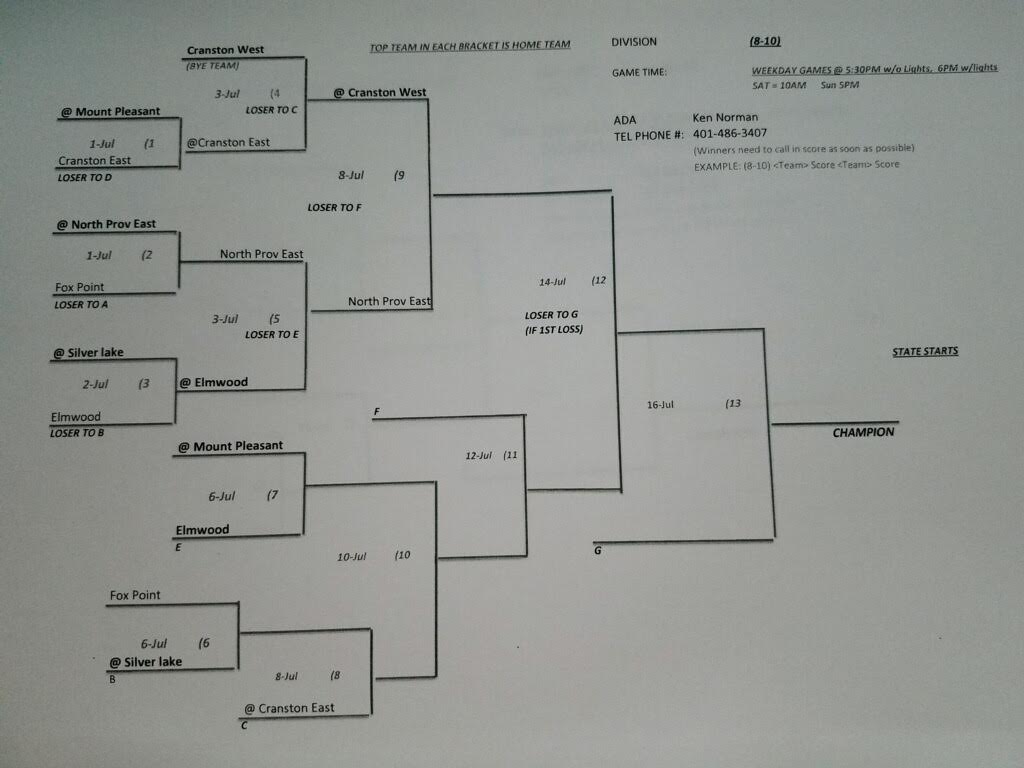 TOP TEAM IN EACH BRACKET IS HOME TEAM
DIVISION (8-10)
GAME TIME: WEEKDAY GAMES @ 5:30PM w/o Lights, 6PM w/lights
SAT = 10AM Sun 5PM
ADA Ken Norman
TEL PHONE #: 401-486-3407
(Winners need to call in score as soon as possible)
EXAMPLE: (8-10) <Team> Score <Team> Score
Cranston West
(BYE TEAM)
3-Jul (4
LOSER TO C
@ Cranston West
@ Mount Pleasant
1-Jul (1
@Cranston East
Cranston East
LOSER TO D
8-Jul (9
LOSER TO F
@ North Prov East
1-Jul (2
North Prov East
Fox Point
LOSER TO A
3-Jul (5
LOSER TO E
North Prov East
14-Jul (12
LOSER TO G
(IF 1ST LOSS)
@ Silver lake
2-Jul (3
@ Elmwood
Elmwood
LOSER TO B
STATE STARTS
16-Jul (13
CHAMPION
F
12-Jul (11
@ Mount Pleasant
6-Jul (7
Elmwood
E
10-Jul (10
G
Fox Point
6-Jul (6
@ Silver lake
B
8-Jul (8
@ Cranston East
C